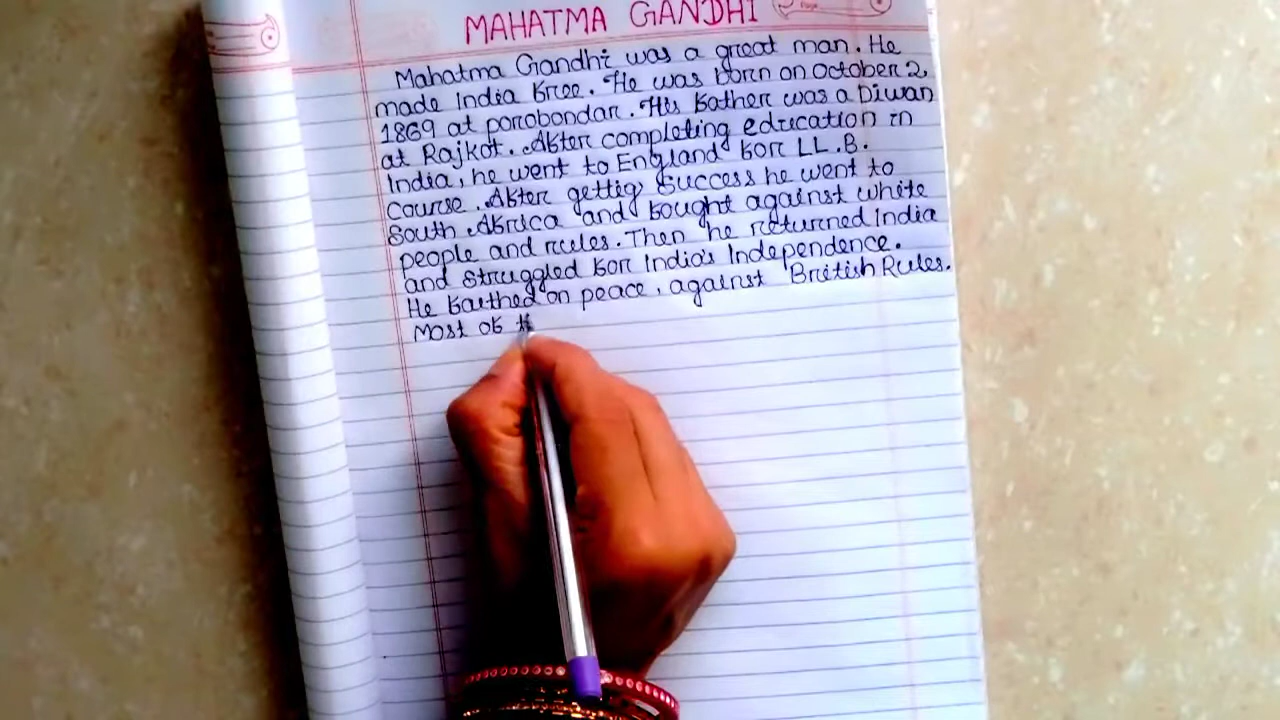 MAHATMA GANDHI
Page
Mahatma Gandhi was a great man. He
made India free. He was born on October 2,
1869 at porobondar. His father was a Diwan
at Rajkot. After completing education in
India, he went to England for LL.B.
course. After gettig success he went to
South Africa and fought against white
people and rules. Then he returned India
and struggled for India's Independence.
He faithed on peace, against British Rules.
Most of t